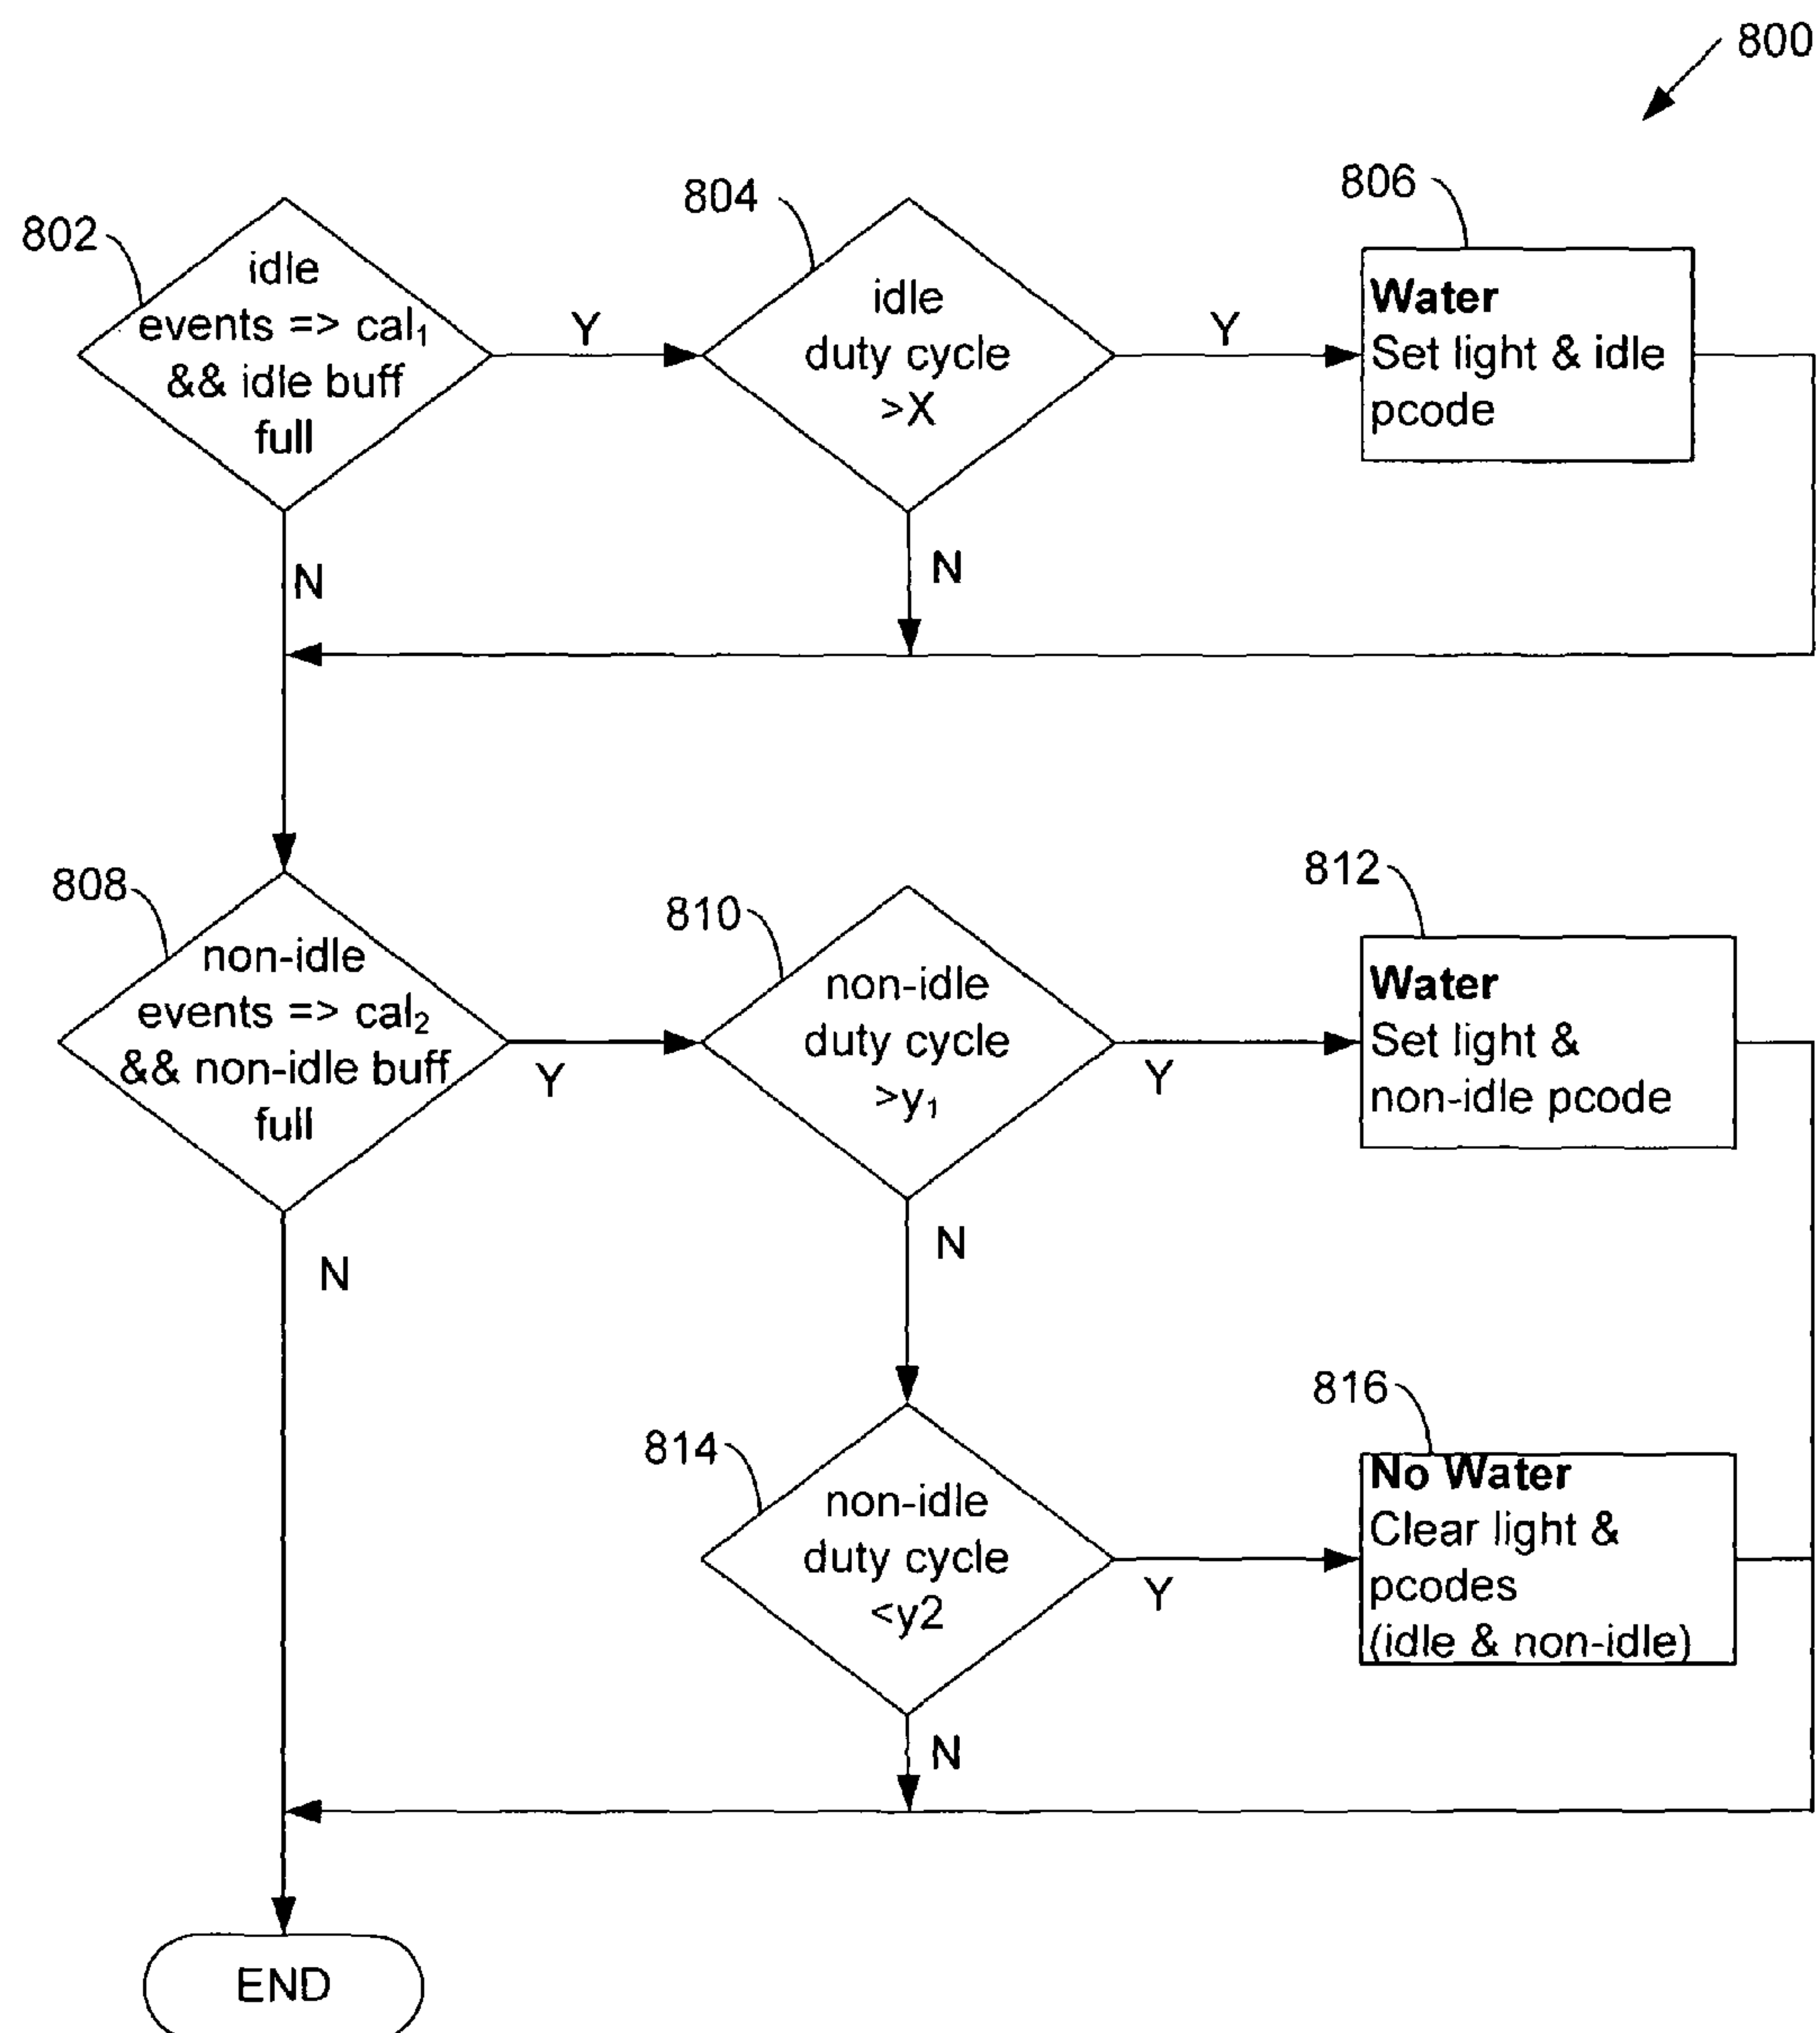 800
802
idle
events => cal₁
&& idle buff
full
Y
804
idle
duty cycle
>X
Y
806
Water
Set light & idle
pcode
N
N
808
non-idle
events => cal₂
&& non-idle buff
full
Y
810
non-idle
duty cycle
>y₁
Y
812
Water
Set light &
non-idle pcode
N
N
814
non-idle
duty cycle
<y2
Y
816
No Water
Clear light &
pcodes
(idle & non-idle)
N
END